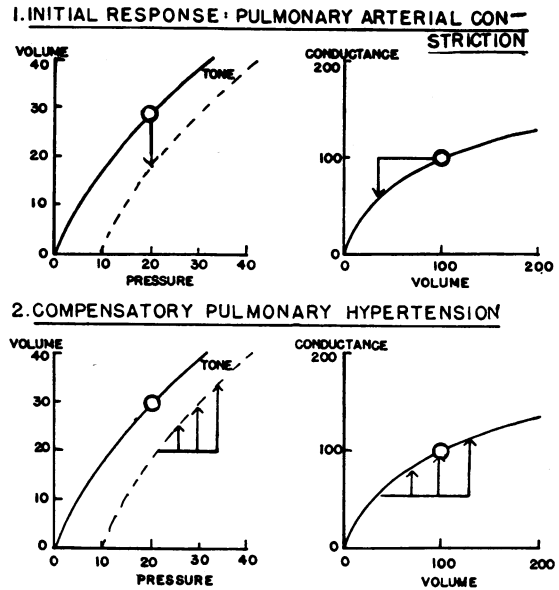 1. INITIAL RESPONSE: PULMONARY ARTERIAL CON-
STRICTION
VOLUME
40
30
20
10
0
TONE
0 10 20 30 40
PRESSURE
CONDUCTANCE
200
100
0
0 100 200
VOLUME
2. COMPENSATORY PULMONARY HYPERTENSION
VOLUME
40
30
20
10
0
TONE
0 10 20 30 40
PRESSURE
CONDUCTANCE
200
100
0
0 100 200
VOLUME